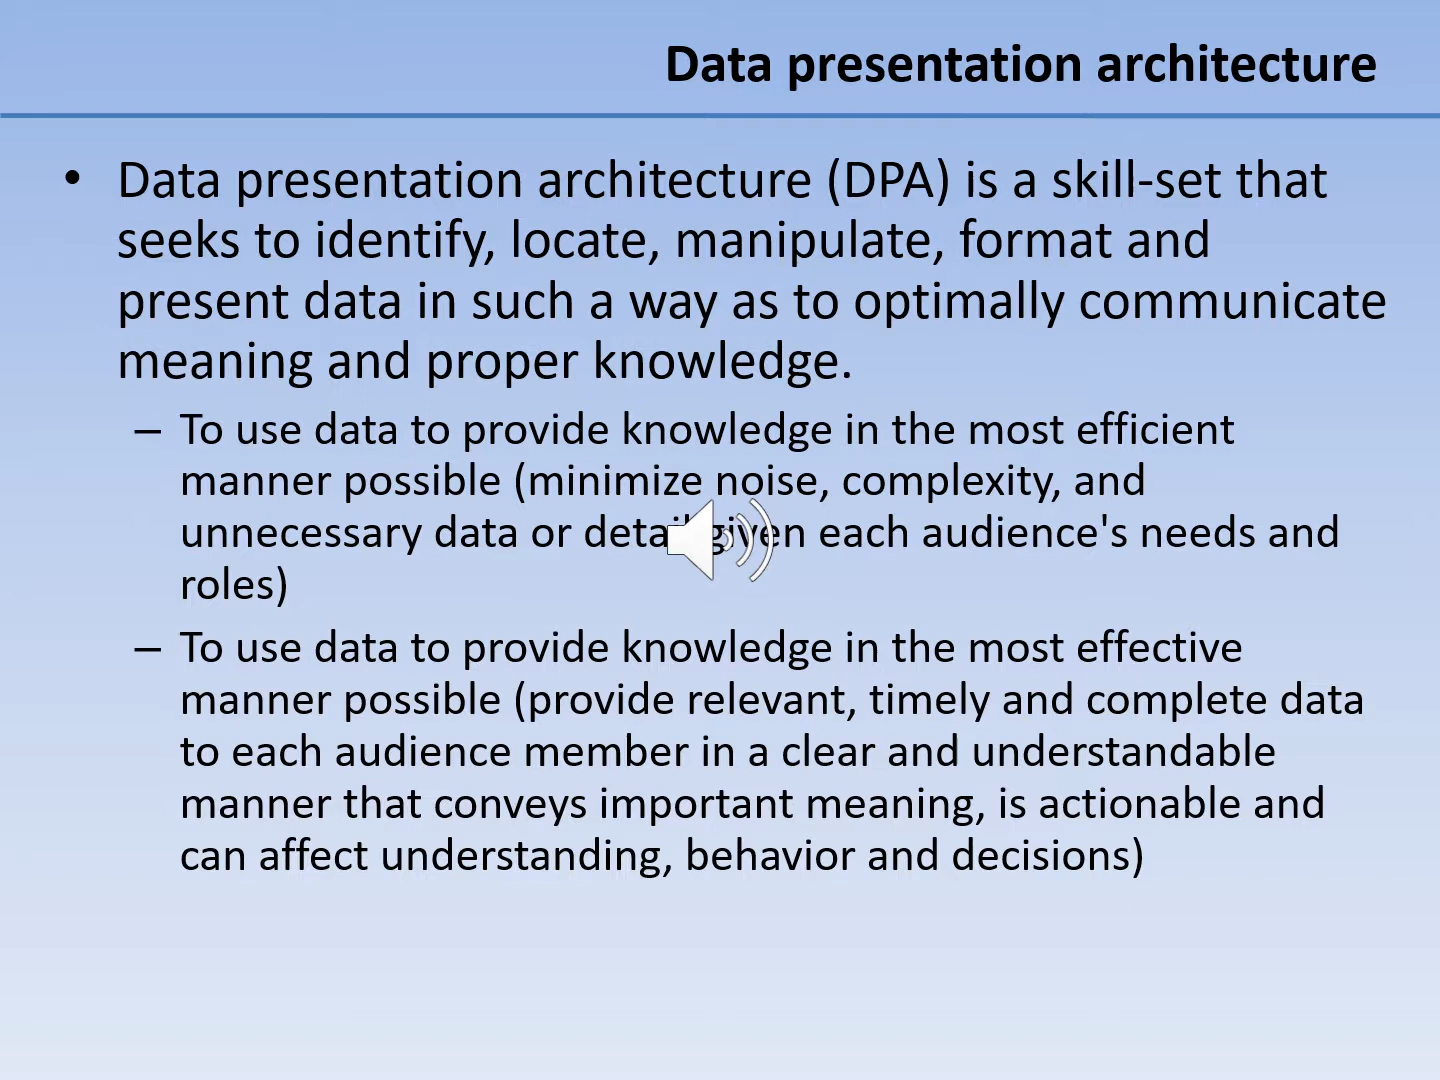 Data presentation architecture
• Data presentation architecture (DPA) is a skill-set that
seeks to identify, locate, manipulate, format and
present data in such a way as to optimally communicate
meaning and proper knowledge.
– To use data to provide knowledge in the most efficient
manner possible (minimize noise, complexity, and
unnecessary data or detail given each audience's needs and
roles)
– To use data to provide knowledge in the most effective
manner possible (provide relevant, timely and complete data
to each audience member in a clear and understandable
manner that conveys important meaning, is actionable and
can affect understanding, behavior and decisions)